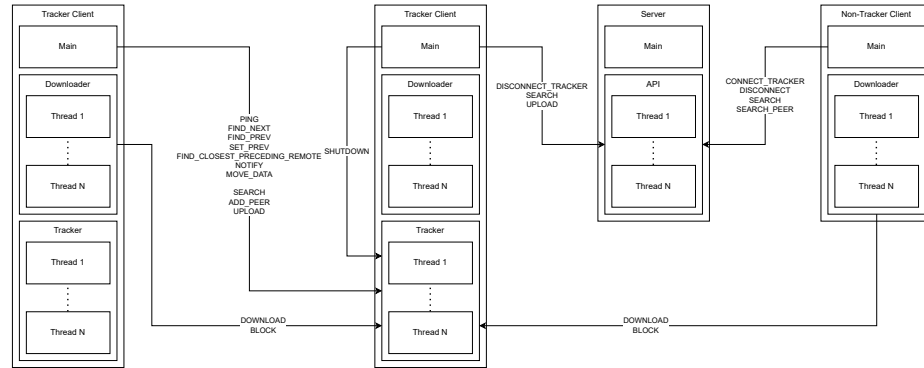 Tracker Client
Main
Downloader
Thread 1
Thread N
Tracker
Thread 1
Thread N
PING
FIND_NEXT
FIND_PREV
SET_PREV
FIND_CLOSEST_PRECEDING_REMOTE
NOTIFY
MOVE_DATA
SEARCH
ADD_PEER
UPLOAD
DOWNLOAD
BLOCK
SHUTDOWN
Tracker Client
Main
Downloader
Thread 1
Thread N
Tracker
Thread 1
Thread N
DISCONNECT_TRACKER
SEARCH
UPLOAD
Server
Main
API
Thread 1
Thread N
CONNECT_TRACKER
DISCONNECT
SEARCH
SEARCH_PEER
DOWNLOAD
BLOCK
Non-Tracker Client
Main
Downloader
Thread 1
Thread N